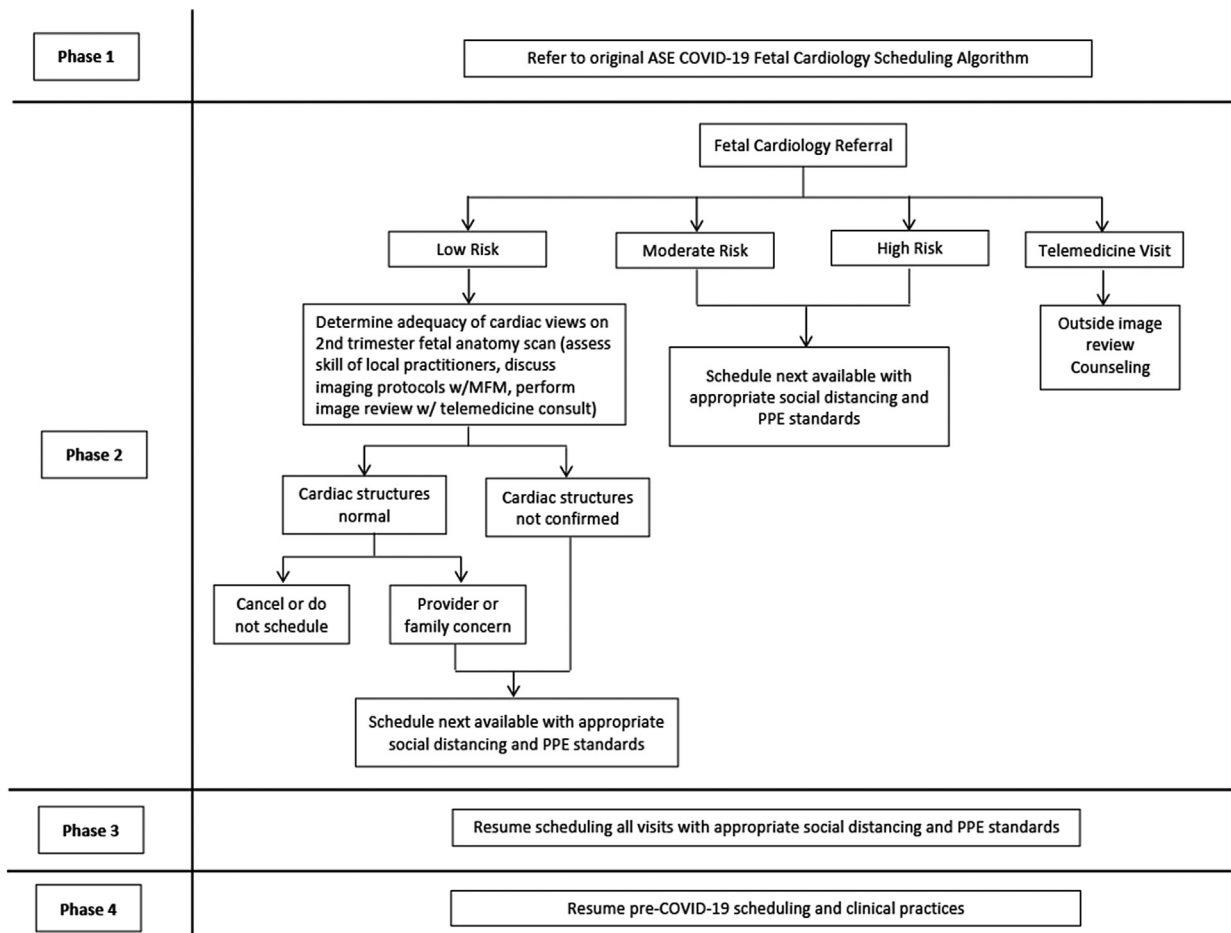 Phase 1
Refer to original ASE COVID-19 Fetal Cardiology Scheduling Algorithm
Phase 2
Fetal Cardiology Referral
Low Risk
Moderate Risk
High Risk
Telemedicine Visit
Determine adequacy of cardiac views on
2nd trimester fetal anatomy scan (assess
skill of local practitioners, discuss
imaging protocols w/MFM, perform
image review w/ telemedicine consult)
Schedule next available with
appropriate social distancing and
PPE standards
Outside image
review
Counseling
Cardiac structures
normal
Cardiac structures
not confirmed
Cancel or do
not schedule
Provider or
family concern
Schedule next available with appropriate
social distancing and PPE standards
Phase 3
Resume scheduling all visits with appropriate social distancing and PPE standards
Phase 4
Resume pre-COVID-19 scheduling and clinical practices